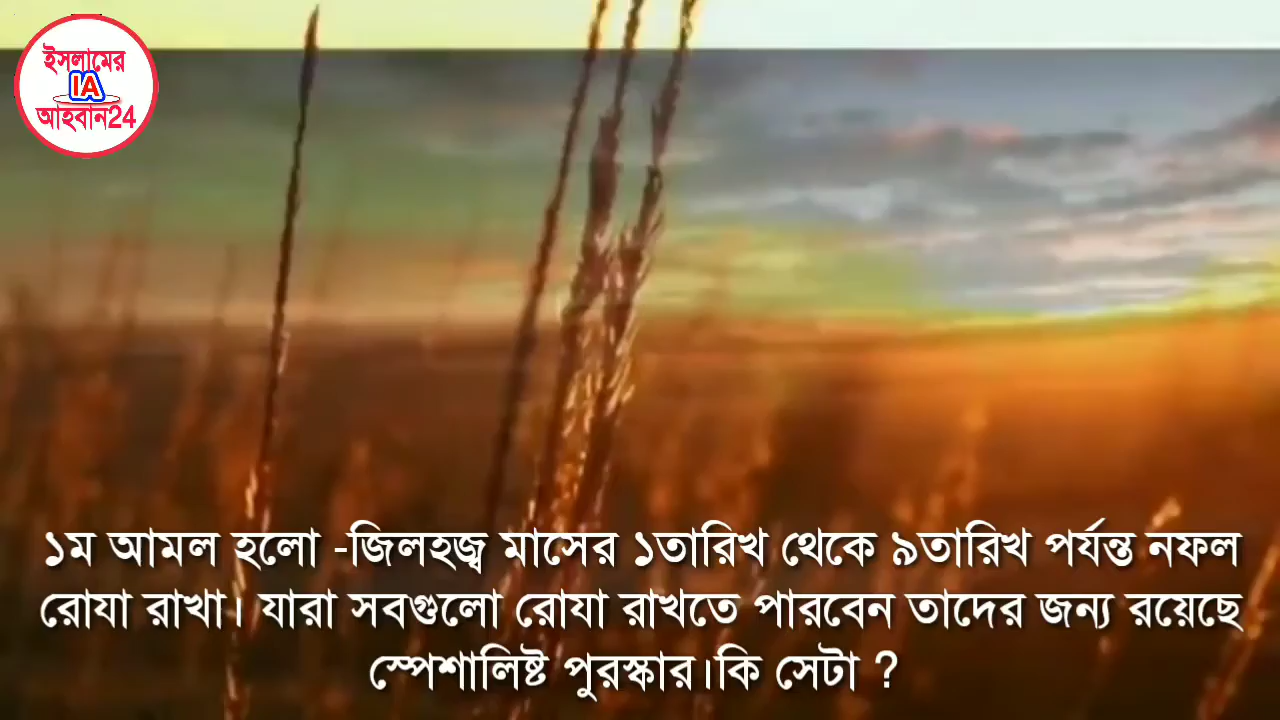 ইসলামের
IA
আহবান24
১ম আমল হলো -জিলহজ্ব মাসের ১তারিখ থেকে ৯তারিখ পর্যন্ত নফল
রোযা রাখা। যারা সবগুলো রোযা রাখতে পারবেন তাদের জন্য রয়েছে
স্পেশালিষ্ট পুরস্কার।কি সেটা ?